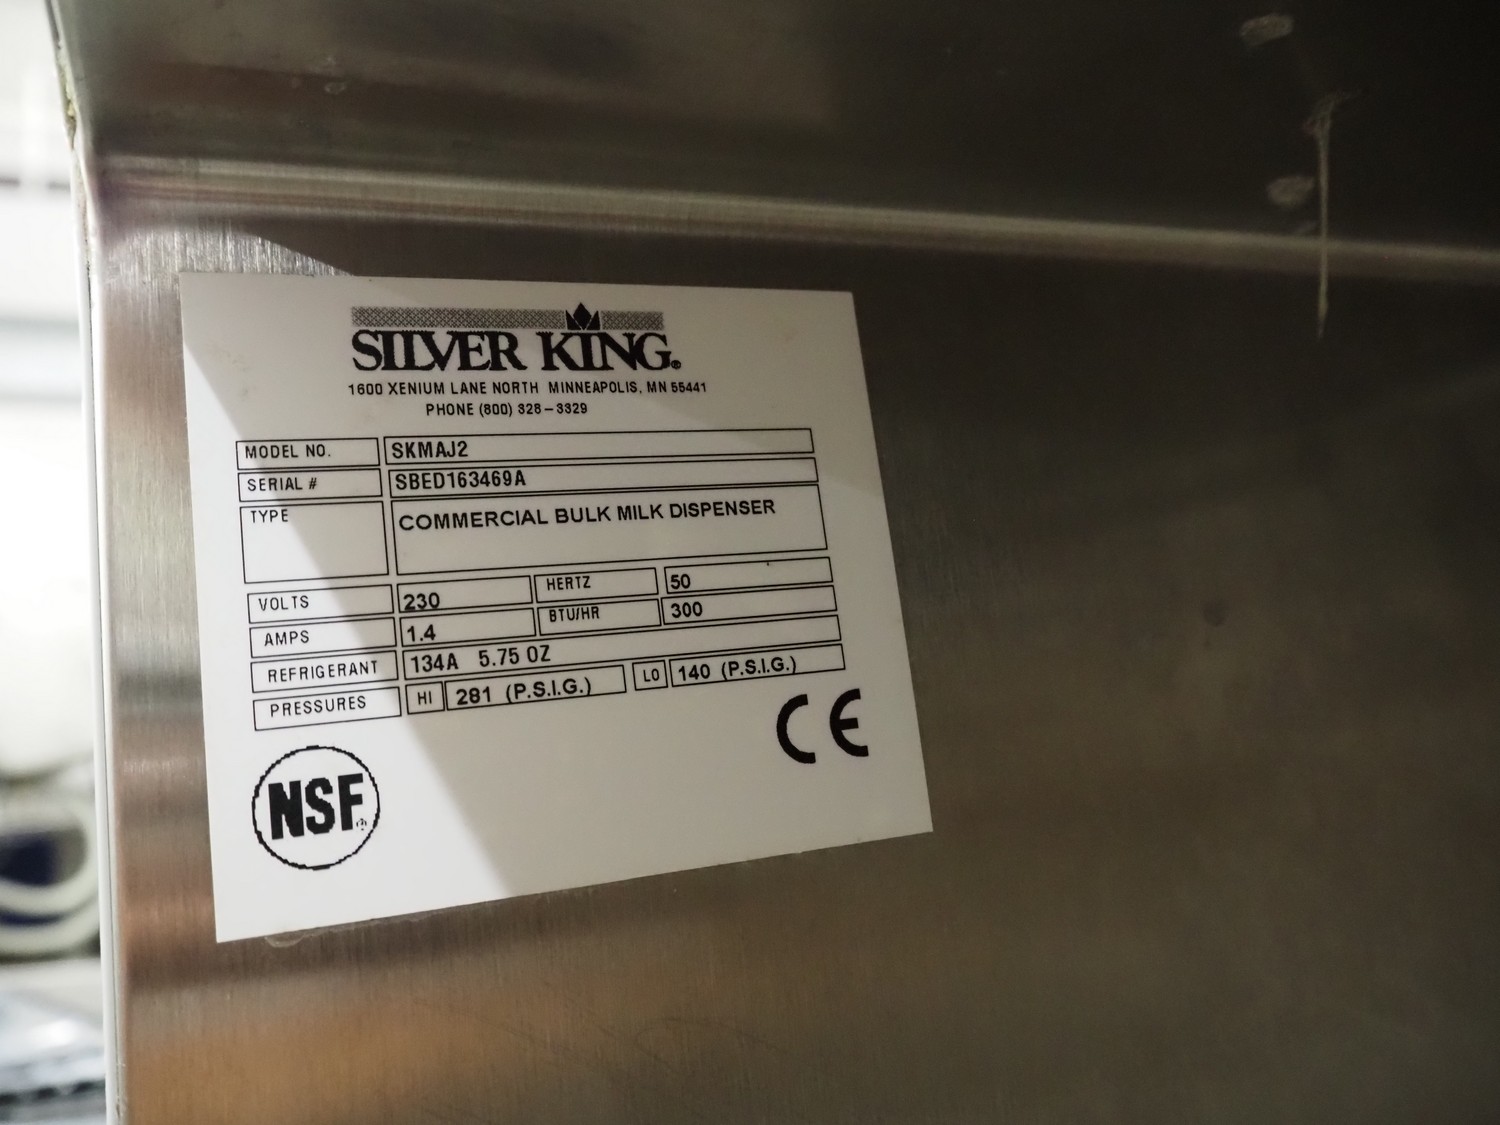 SILVER KING®
1600 XENIUM LANE NORTH MINNEAPOLIS, MN 55441
PHONE (800) 328-3329
MODEL NO. SKMAJ2
SERIAL # SBED163469A
TYPE COMMERCIAL BULK MILK DISPENSER
VOLTS 230 HERTZ 50
AMPS 1.4 BTU/HR 300
REFRIGERANT 134A 5.75 OZ
PRESSURES HI 281 (P.S.I.G.) LO 140 (P.S.I.G.)
CE
NSF®